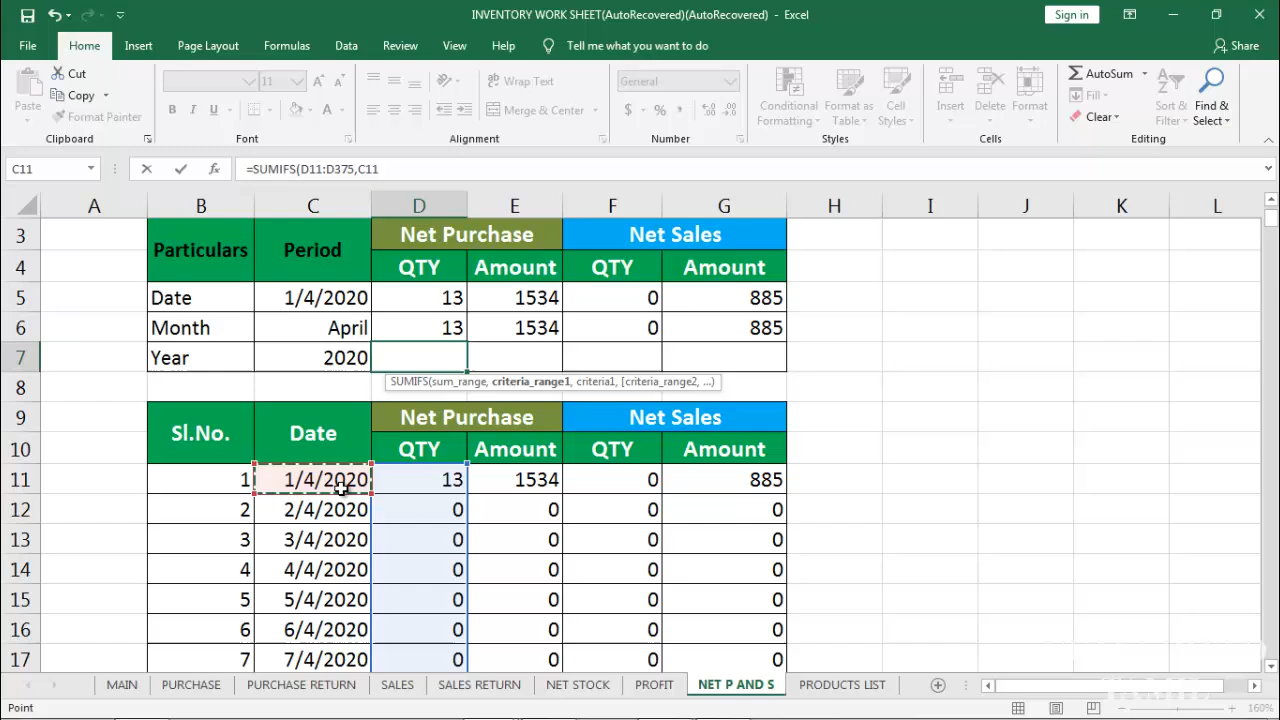 INVENTORY WORK SHEET(AutoRecovered)(AutoRecovered) - Excel
Sign in
File Home Insert Page Layout Formulas Data Review View Help Tell me what you want to do Share
Paste Cut Copy Format Painter
11
B I U A
Wrap Text
Merge & Center
General
$ % ,
Conditional Formatting Format as Table Cell Styles
Insert Delete Format
AutoSum Fill Clear
Sort & Filter Find & Select
Clipboard Font Alignment Number Styles Cells Editing
C11 fx =SUMIFS(D11:D375,C11
A B C D E F G H I J K L
3 Particulars Period Net Purchase Net Sales
4 QTY Amount QTY Amount
5 Date 1/4/2020 13 1534 0 885
6 Month April 13 1534 0 885
7 Year 2020
SUMIFS(sum_range, criteria_range1, criteria1, [criteria_range2, ...)
8
9 Sl.No. Date Net Purchase Net Sales
10 QTY Amount QTY Amount
11 1 1/4/2020 13 1534 0 885
12 2 2/4/2020 0 0 0 0
13 3 3/4/2020 0 0 0 0
14 4 4/4/2020 0 0 0 0
15 5 5/4/2020 0 0 0 0
16 6 6/4/2020 0 0 0 0
17 7 7/4/2020 0 0 0 0
MAIN PURCHASE PURCHASE RETURN SALES SALES RETURN NET STOCK PROFIT NET P AND S PRODUCTS LIST
Point 160%